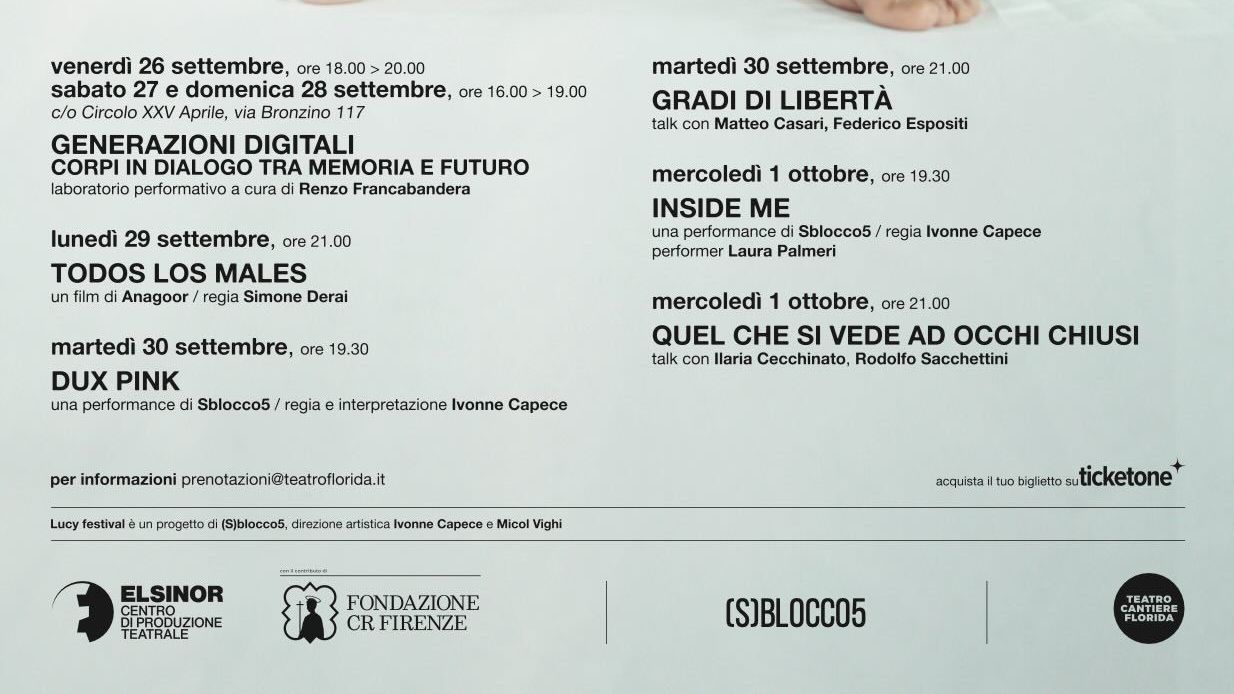 venerdì 26 settembre, ore 18.00 > 20.00
sabato 27 e domenica 28 settembre, ore 16.00 > 19.00
c/o Circolo XXV Aprile, via Bronzino 117
GENERAZIONI DIGITALI
CORPI IN DIALOGO TRA MEMORIA E FUTURO
laboratorio performativo a cura di Renzo Francabandera
lunedì 29 settembre, ore 21.00
TODOS LOS MALES
un film di Anagoor / regia Simone Derai
martedì 30 settembre, ore 19.30
DUX PINK
una performance di Sblocco5 / regia e interpretazione Ivonne Capece
martedì 30 settembre, ore 21.00
GRADI DI LIBERTÀ
talk con Matteo Casari, Federico Espositi
mercoledì 1 ottobre, ore 19.30
INSIDE ME
una performance di Sblocco5 / regia Ivonne Capece
performer Laura Palmeri
mercoledì 1 ottobre, ore 21.00
QUEL CHE SI VEDE AD OCCHI CHIUSI
talk con Ilaria Cecchinato, Rodolfo Sacchettini
per informazioni prenotazioni@teatroflorida.it
acquista il tuo biglietto su ticketone
Lucy festival è un progetto di (S)blocco5, direzione artistica Ivonne Capece e Micol Vighi
ELSINOR
CENTRO
DI PRODUZIONE
TEATRALE
con il contributo di
FONDAZIONE
CR FIRENZE
(S)BLOCCO5
TEATRO
CANTIERE
FLORIDA